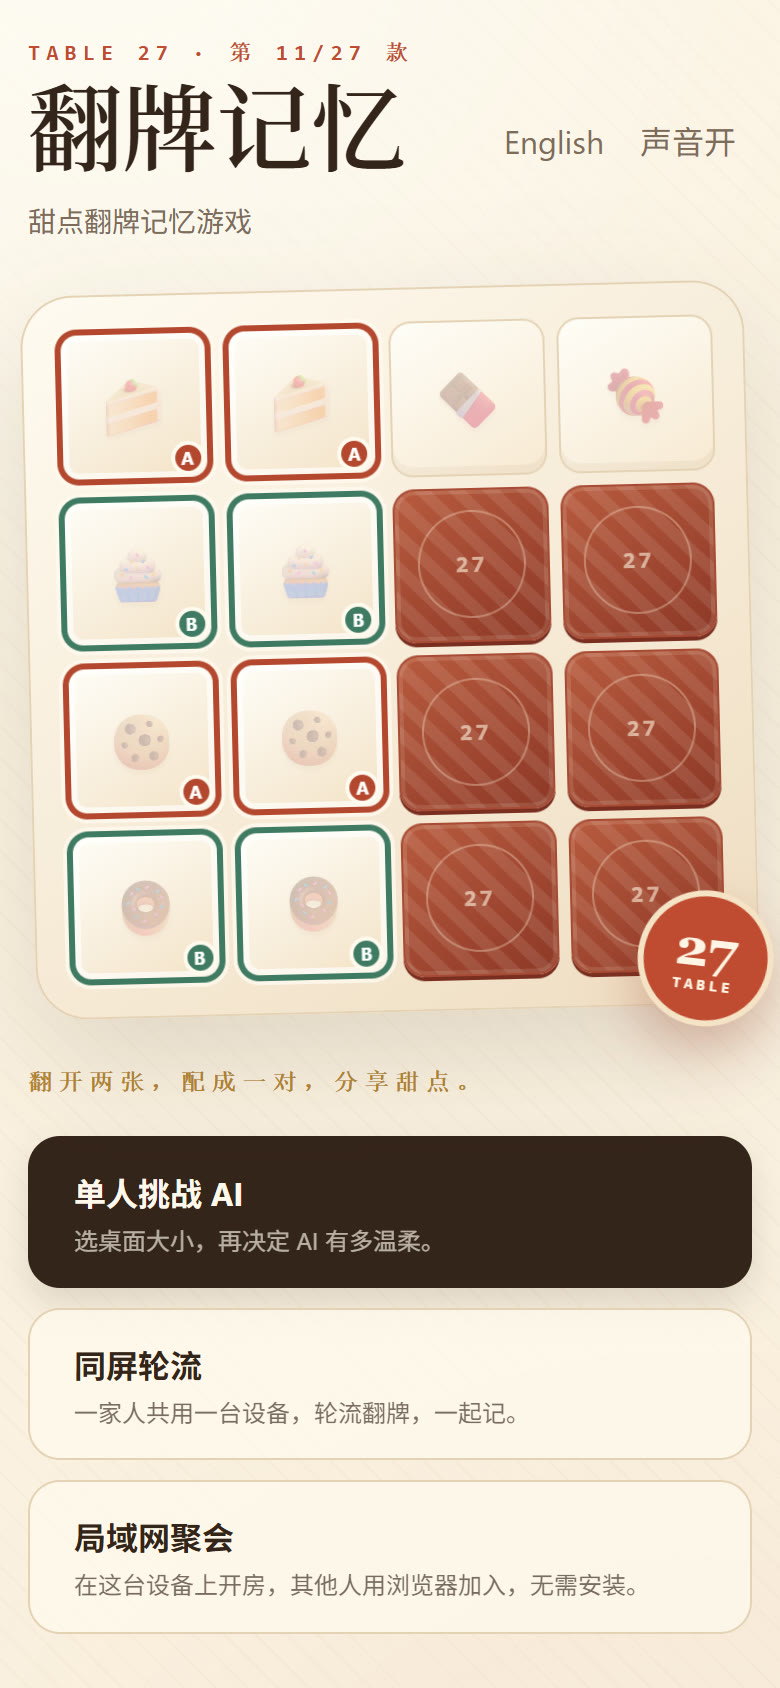 TABLE 27 · 第 11/27 款
翻牌记忆
English 声音开
甜点翻牌记忆游戏
A A
B B 27 27
A A 27 27
B B 27 27
27
TABLE
翻开两张，配成一对，分享甜点。
单人挑战 AI
选桌面大小，再决定 AI 有多温柔。
同屏轮流
一家人共用一台设备，轮流翻牌，一起记。
局域网聚会
在这台设备上开房，其他人用浏览器加入，无需安装。